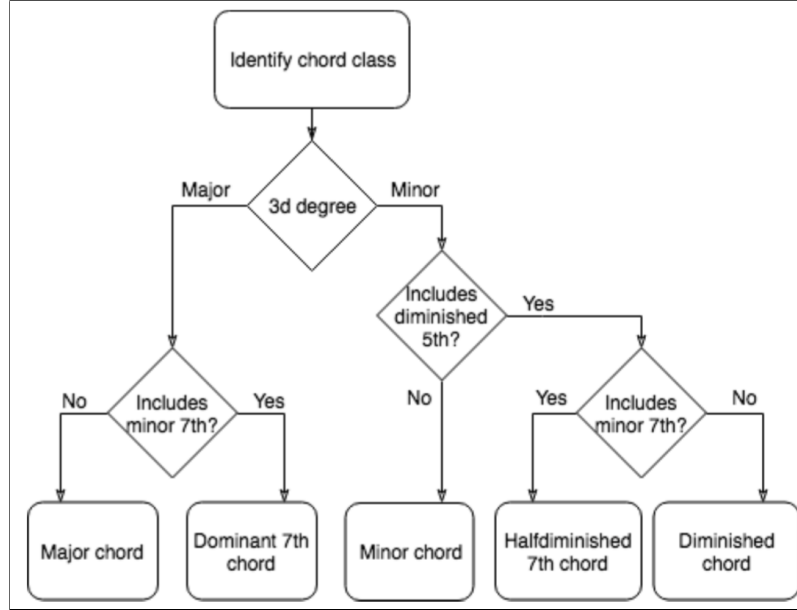 Identify chord class
Major
3d degree
Minor
Includes
diminished
5th?
Yes
No
Includes
minor 7th?
Yes
No
Yes
Includes
minor 7th?
No
Major chord
Dominant 7th
chord
Minor chord
Halfdiminished
7th chord
Diminished
chord